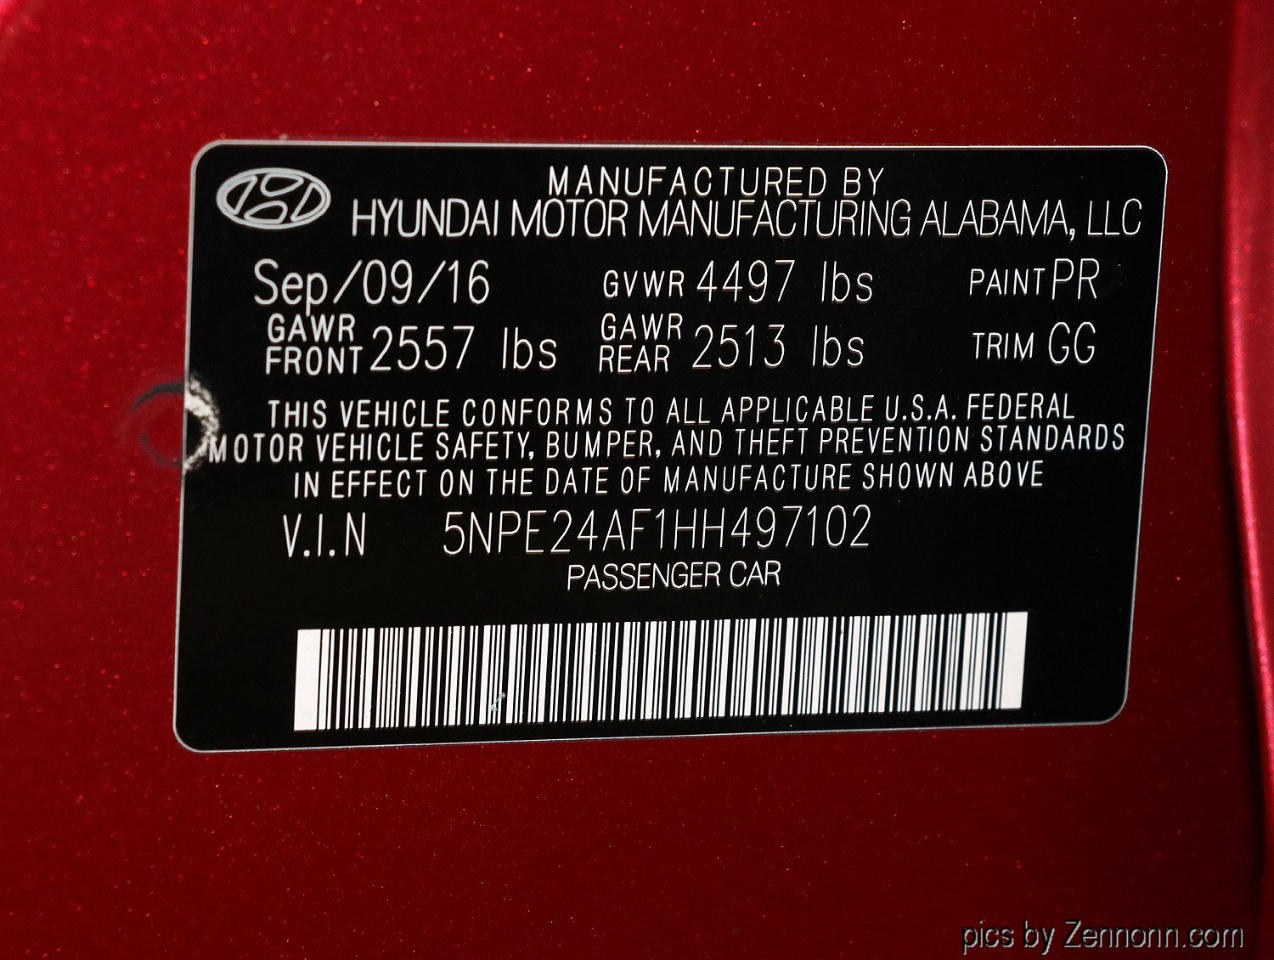 MANUFACTURED BY
HYUNDAI MOTOR MANUFACTURING ALABAMA, LLC
Sep/09/16 GVWR 4497 lbs PAINT PR
GAWR FRONT 2557 lbs GAWR REAR 2513 lbs TRIM GG
THIS VEHICLE CONFORMS TO ALL APPLICABLE U.S.A. FEDERAL
MOTOR VEHICLE SAFETY, BUMPER, AND THEFT PREVENTION STANDARDS
IN EFFECT ON THE DATE OF MANUFACTURE SHOWN ABOVE
V.I.N 5NPE24AF1HH497102
PASSENGER CAR
pics by Zennonn.com